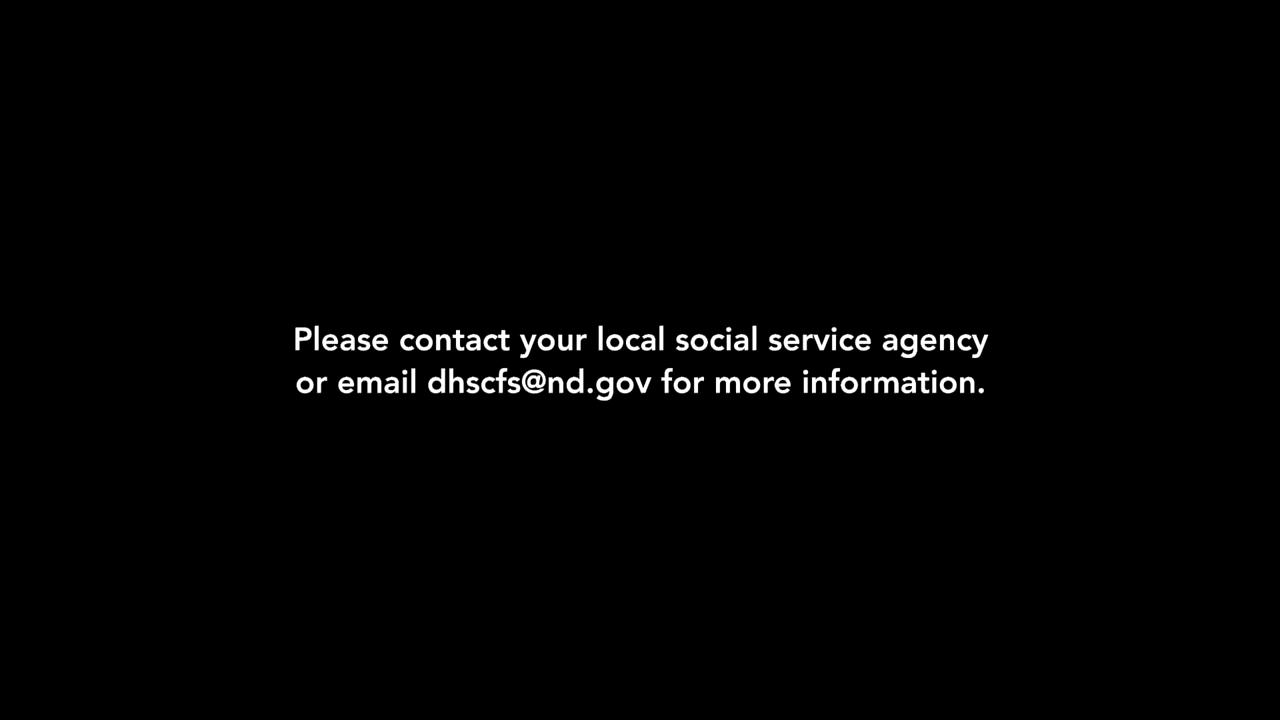 Please contact your local social service agency
or email dhscfs@nd.gov for more information.